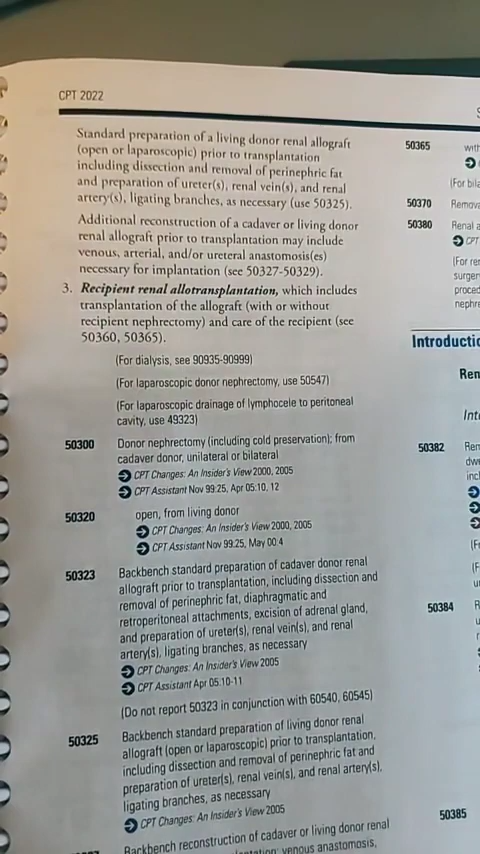 CPT 2022
Standard preparation of a living donor renal allograft
(open or laparoscopic) prior to transplantation
including dissection and removal of perinephric fat
and preparation of ureter(s), renal vein(s), and renal
artery(s), ligating branches, as necessary (use 50325).
Additional reconstruction of a cadaver or living donor
renal allograft prior to transplantation may include
venous, arterial, and/or ureteral anastomosis(es)
necessary for implantation (see 50327-50329).
3. Recipient renal allotransplantation, which includes
transplantation of the allograft (with or without
recipient nephrectomy) and care of the recipient (see
50360, 50365).
(For dialysis, see 90935-90999)
(For laparoscopic donor nephrectomy, use 50547)
(For laparoscopic drainage of lymphocele to peritoneal
cavity, use 49323)
50300 Donor nephrectomy (including cold preservation); from
cadaver donor, unilateral or bilateral
CPT Changes: An Insider's View 2000, 2005
CPT Assistant Nov 99:25, Apr 05:10, 12
50320 open, from living donor
CPT Changes: An Insider's View 2000, 2005
CPT Assistant Nov 99:25, May 00:4
50323 Backbench standard preparation of cadaver donor renal
allograft prior to transplantation, including dissection and
removal of perinephric fat, diaphragmatic and
retroperitoneal attachments, excision of adrenal gland,
and preparation of ureter(s), renal vein(s), and renal
artery(s), ligating branches, as necessary
CPT Changes: An Insider's View 2005
CPT Assistant Apr 05:10-11
(Do not report 50323 in conjunction with 60540, 60545)
50325 Backbench standard preparation of living donor renal
allograft (open or laparoscopic) prior to transplantation,
including dissection and removal of perinephric fat and
preparation of ureter(s), renal vein(s), and renal artery(s),
ligating branches, as necessary
CPT Changes: An Insider's View 2005
Backbench reconstruction of cadaver or living donor renal
venous anastomosis,
50365 with
(For bila
50370 Remova
50380 Renal a
CPT
(For re
surger
proced
nephre
Introductio
Ren
Int
50382 Rem
dwe
incl
50384
50385